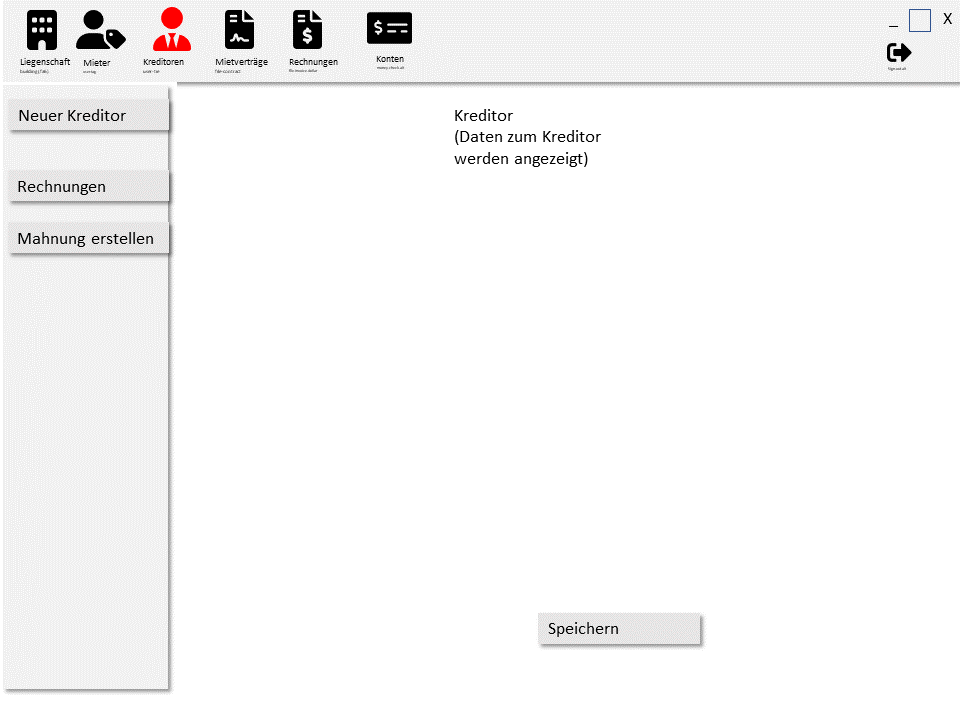 Liegenschaft
Mieter
Kreditoren
Mietverträge
Rechnungen
Konten
building (fas)
user-tag
user-tie
file-contract
file-invoice-dollar
money-check-alt
_
X
Sign-out-alt
Neuer Kreditor
Rechnungen
Mahnung erstellen
Kreditor
(Daten zum Kreditor
werden angezeigt)
Speichern